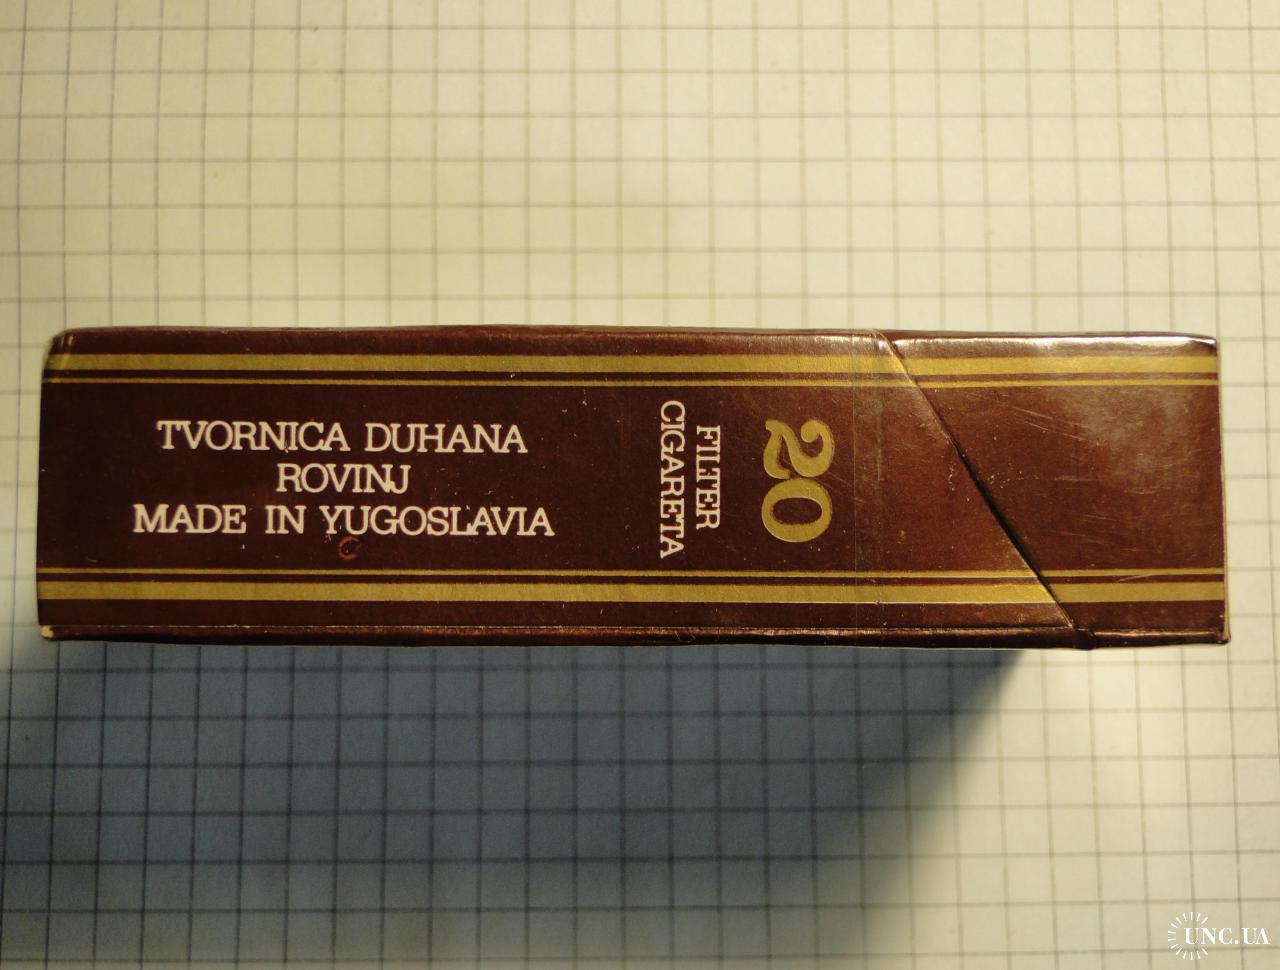 TVORNICA DUHANA
ROVINJ
MADE IN YUGOSLAVIA
20
FILTER
CIGARETA
UNC.UA